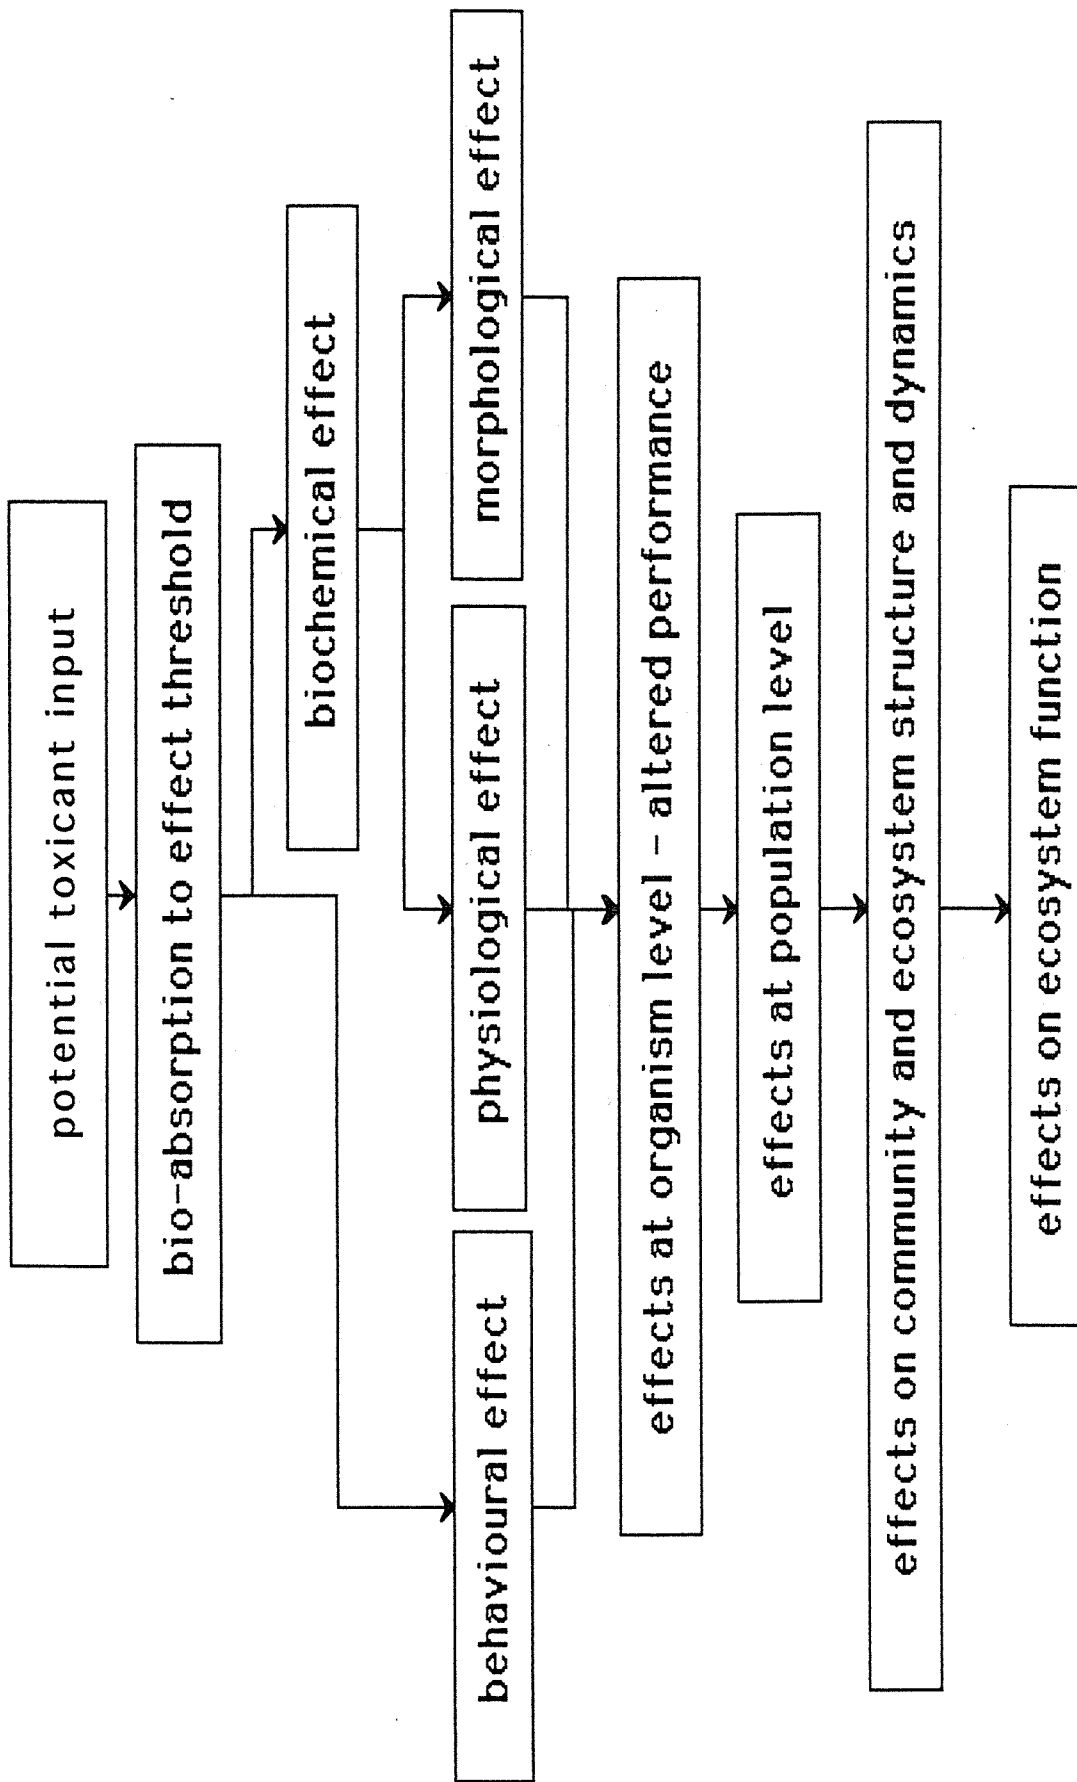 potential toxicant input
bio-absorption to effect threshold
biochemical effect
behavioural effect
physiological effect
morphological effect
effects at organism level - altered performance
effects at population level
effects on community and ecosystem structure and dynamics
effects on ecosystem function